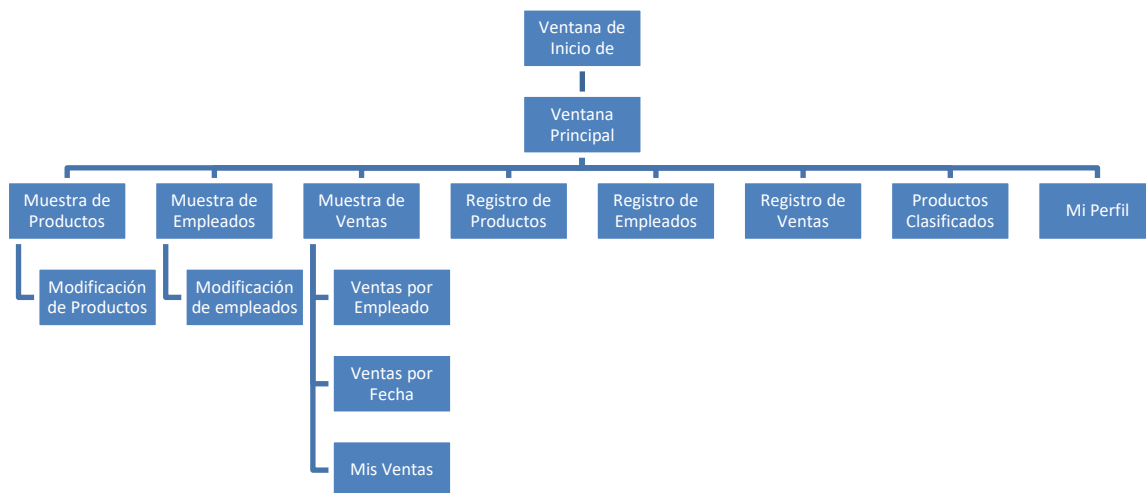 Ventana de
Inicio de
Ventana
Principal
Muestra de
Productos
Muestra de
Empleados
Muestra de
Ventas
Registro de
Productos
Registro de
Empleados
Registro de
Ventas
Productos
Clasificados
Mi Perfil
Modificación
de Productos
Modificación
de empleados
Ventas por
Empleado
Ventas por
Fecha
Mis Ventas